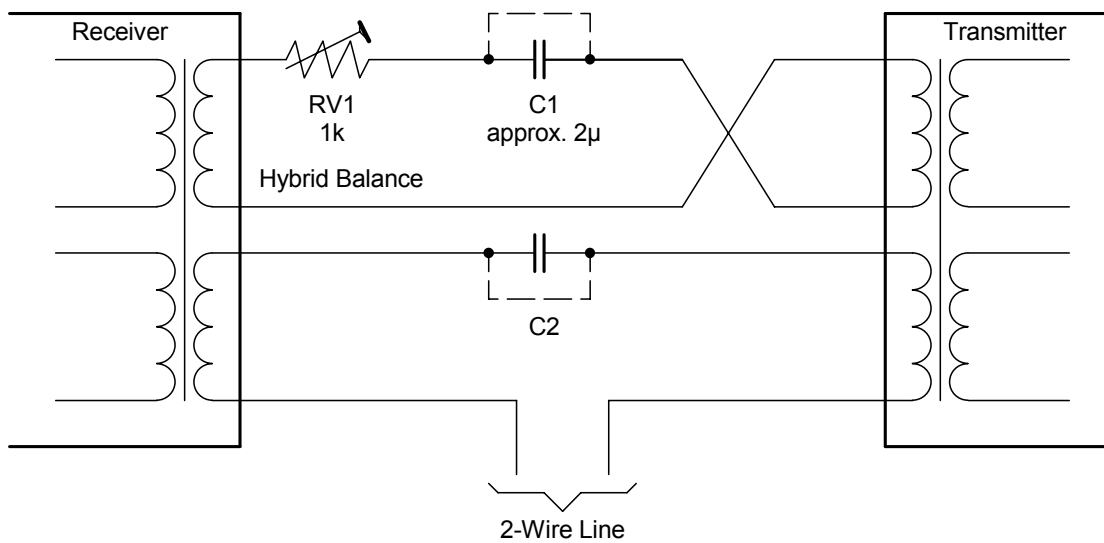 Receiver
Transmitter
RV1
1k
C1
approx. 2µ
Hybrid Balance
C2
2-Wire Line